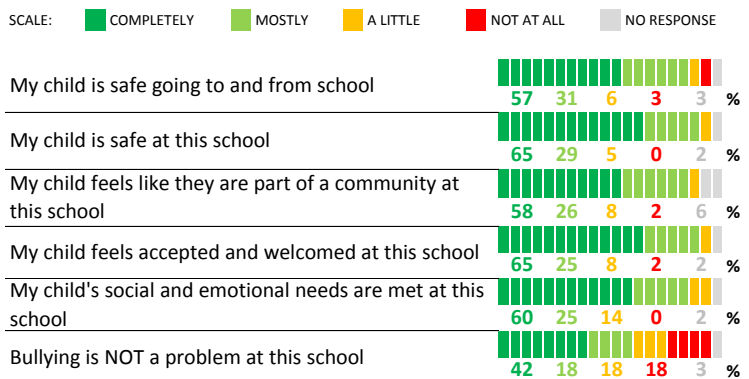 SCALE: COMPLETELY MOSTLY A LITTLE NOT AT ALL NO RESPONSE
My child is safe going to and from school
57 31 6 3 3 %
My child is safe at this school
65 29 5 0 2 %
My child feels like they are part of a community at
this school
58 26 8 2 6 %
My child feels accepted and welcomed at this school
65 25 8 2 2 %
My child's social and emotional needs are met at this
school
60 25 14 0 2 %
Bullying is NOT a problem at this school
42 18 18 18 3 %